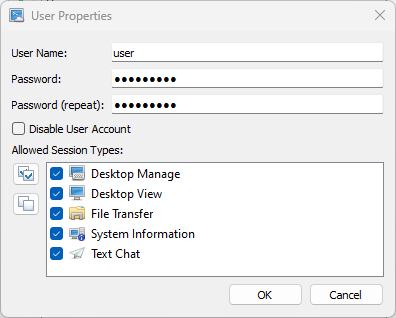 User Properties
User Name: user
Password: ●●●●●●●●●
Password (repeat): ●●●●●●●●●
Disable User Account
Allowed Session Types:
Desktop Manage
Desktop View
File Transfer
System Information
Text Chat
OK Cancel